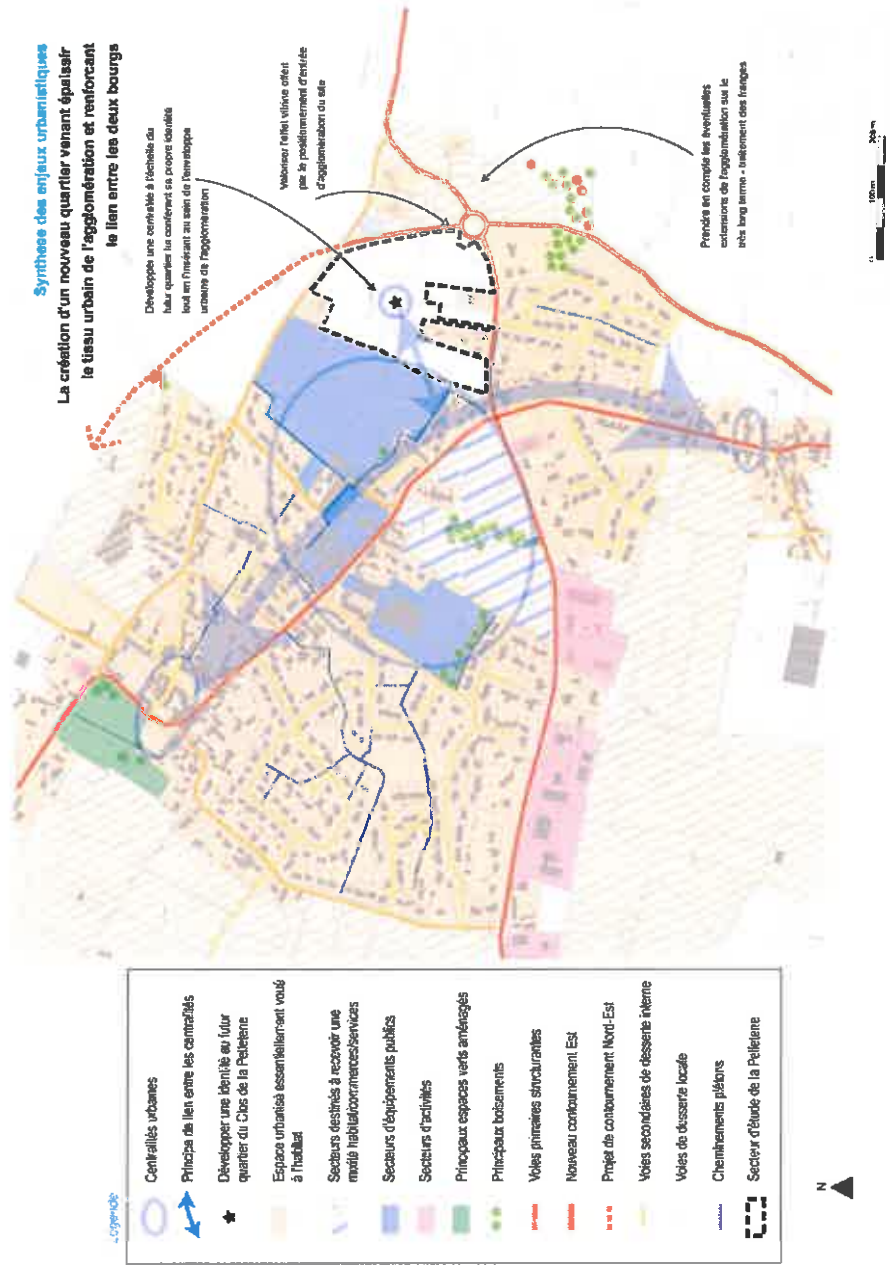 Synthèse des enjeux urbanistiques
La création d'un nouveau quartier venant épaissir
le tissu urbain de l'agglomération et renforcant
le lien entre les deux bourgs
Développer une centralité à l'échelle du
futur quartier lui conférant sa propre identité
tout en l'insérant au sein de l'enveloppe
urbaine de l'agglomération
Valoriser l'effet vitrine offert
par le positionnement d'entrée
d'agglomération du site
Prendre en compte les éventuelles
extensions de l'agglomération sur le
très long terme - traitement des franges
0 100m 200m
Légende
Centralités urbaines
Principe de lien entre les centralités
Développer une identité au futur
quartier du Clos de la Pelleterie
Espace urbanisé essentiellement voué
à l'habitat
Secteurs destinés à recevoir une
mixité habitat/commerces/services
Secteurs d'équipements publics
Secteurs d'activités
Principaux espaces verts aménagés
Principaux boisements
Voies primaires structurantes
Nouveau contournement Est
Projet de contournement Nord-Est
Voies secondaires de desserte interne
Voies de desserte locale
Cheminements piétons
Secteur d'étude de la Pelleterie
N